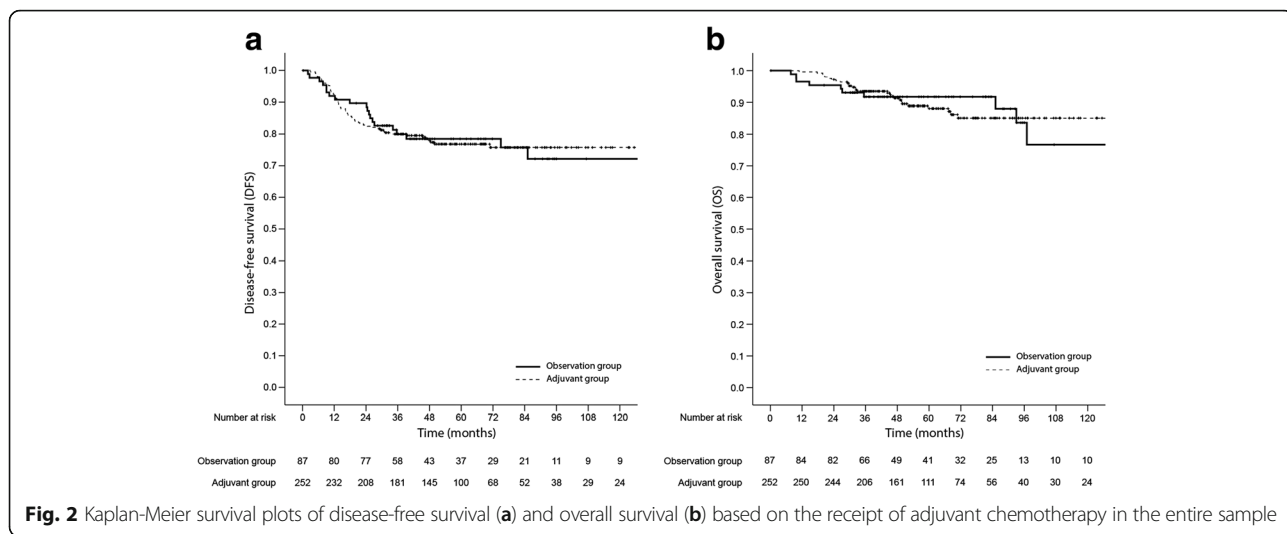 a
1.0
0.9
0.8
0.7
0.6
0.5
0.4
0.3
0.2
0.1
0.0
Disease-free survival (DFS)
Observation group
Adjuvant group
Number at risk
0 12 24 36 48 60 72 84 96 108 120
Time (months)
Observation group 87 80 77 58 43 37 29 21 11 9 9
Adjuvant group 252 232 208 181 145 100 68 52 38 29 24
b
1.0
0.9
0.8
0.7
0.6
0.5
0.4
0.3
0.2
0.1
0.0
Overall survival (OS)
Observation group
Adjuvant group
Number at risk
0 12 24 36 48 60 72 84 96 108 120
Time (months)
Observation group 87 84 82 66 49 41 32 25 13 10 10
Adjuvant group 252 250 244 206 161 111 74 56 40 30 24
Fig. 2 Kaplan-Meier survival plots of disease-free survival (a) and overall survival (b) based on the receipt of adjuvant chemotherapy in the entire sample